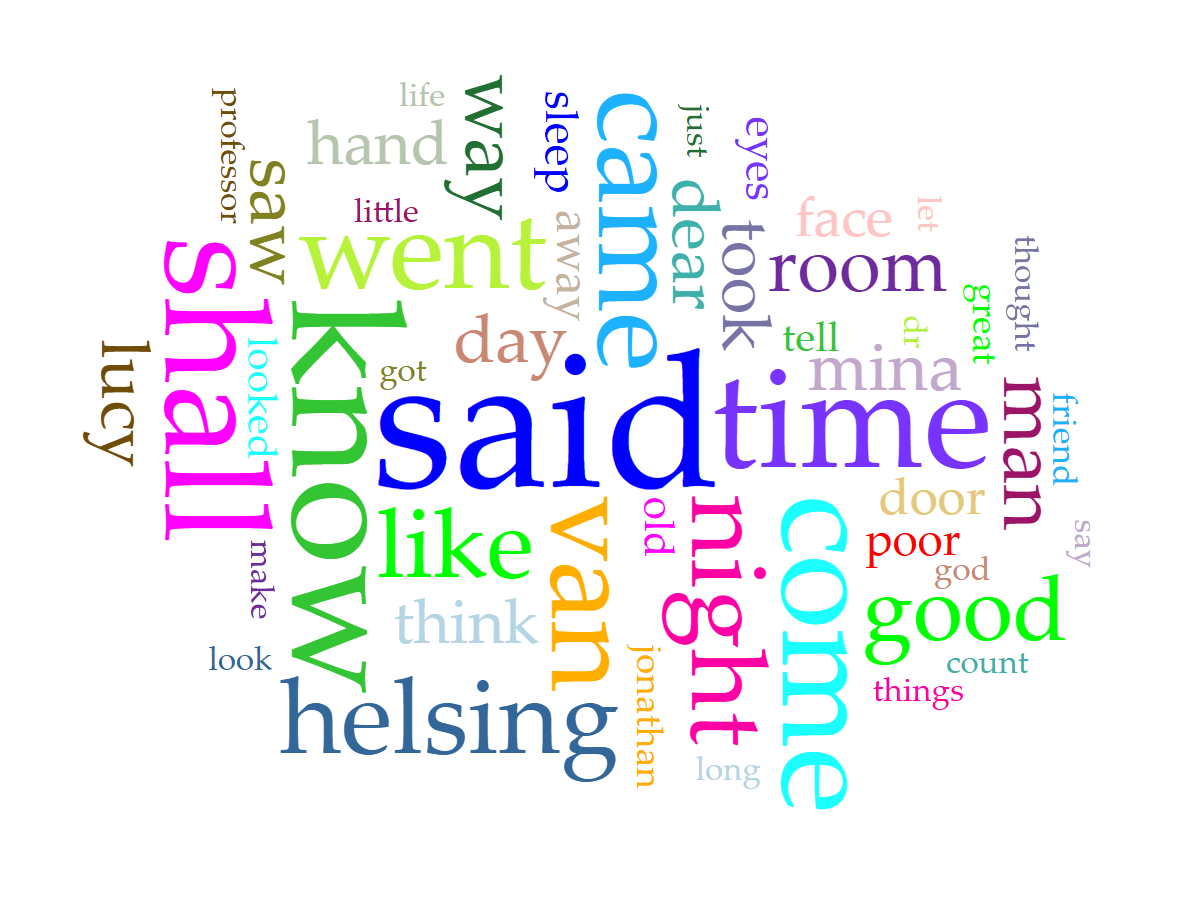 life
way
professor
sleep
came
just
eyes
hand
saw
little
away
dear
took
face
let
went
room
shall
thought
great
know
day
tell
dr
mina
lucy
looked
got
said
time
man
friend
like
van
old
night
come
door
poor
say
god
make
think
good
look
helsing
jonathan
count
things
long